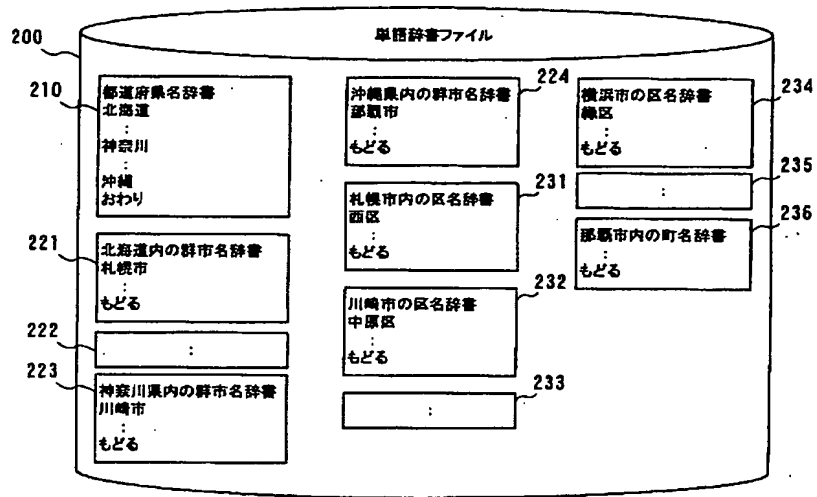 単語辞書ファイル
200
210
都道府県名辞書
北海道
:
神奈川
:
沖縄
おわり
221
北海道内の群市名辞書
札幌市
:
もどる
222
:
223
神奈川県内の群市名辞書
川崎市
:
もどる
224
沖縄県内の群市名辞書
那覇市
:
もどる
231
札幌市内の区名辞書
西区
:
もどる
232
川崎市の区名辞書
中原区
:
もどる
233
:
234
横浜市の区名辞書
緑区
:
もどる
235
:
236
那覇市内の町名辞書
:
もどる